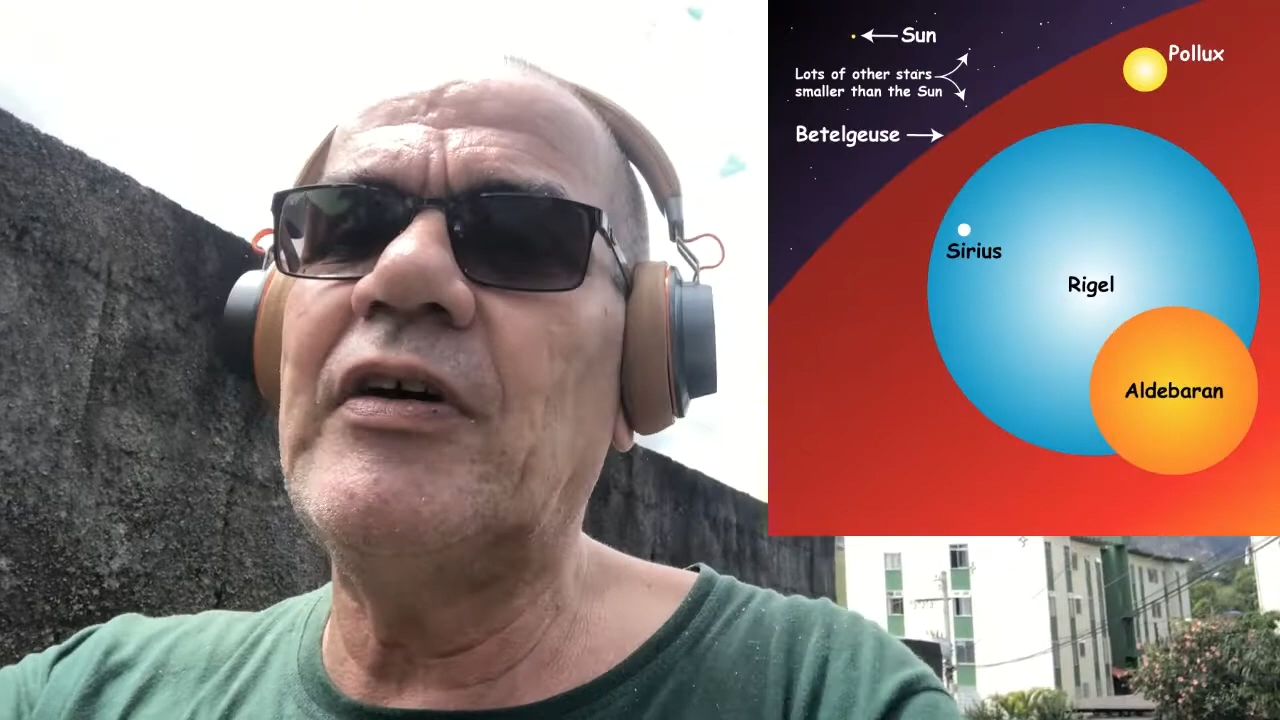 Sun
Pollux
Lots of other stars
smaller than the Sun
Betelgeuse
Sirius
Rigel
Aldebaran